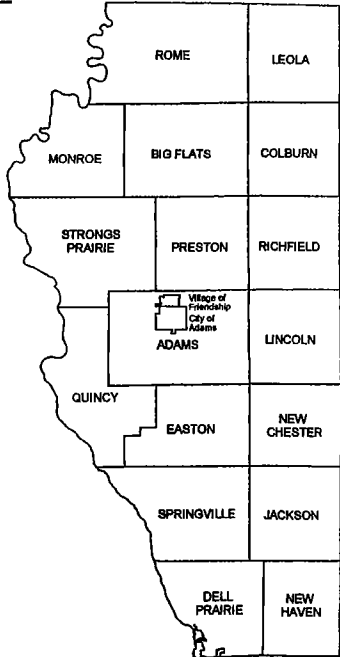 ROME
LEOLA
MONROE
BIG FLATS
COLBURN
STRONGS
PRAIRIE
PRESTON
RICHFIELD
Village of
Friendship
City of
Adams
ADAMS
LINCOLN
QUINCY
EASTON
NEW
CHESTER
SPRINGVILLE
JACKSON
DELL
PRAIRIE
NEW
HAVEN